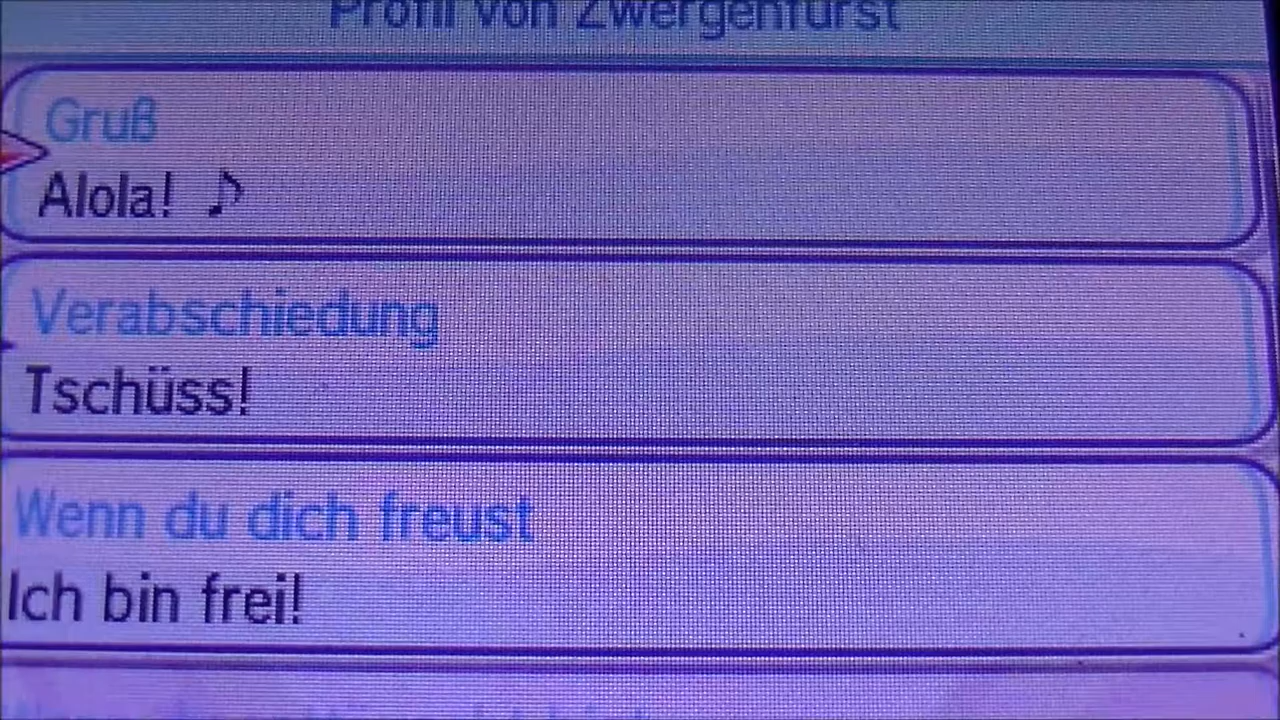 Profil von Zwergenfürst
Gruß
Alola! ♪
Verabschiedung
Tschüss!
Wenn du dich freust
Ich bin frei!